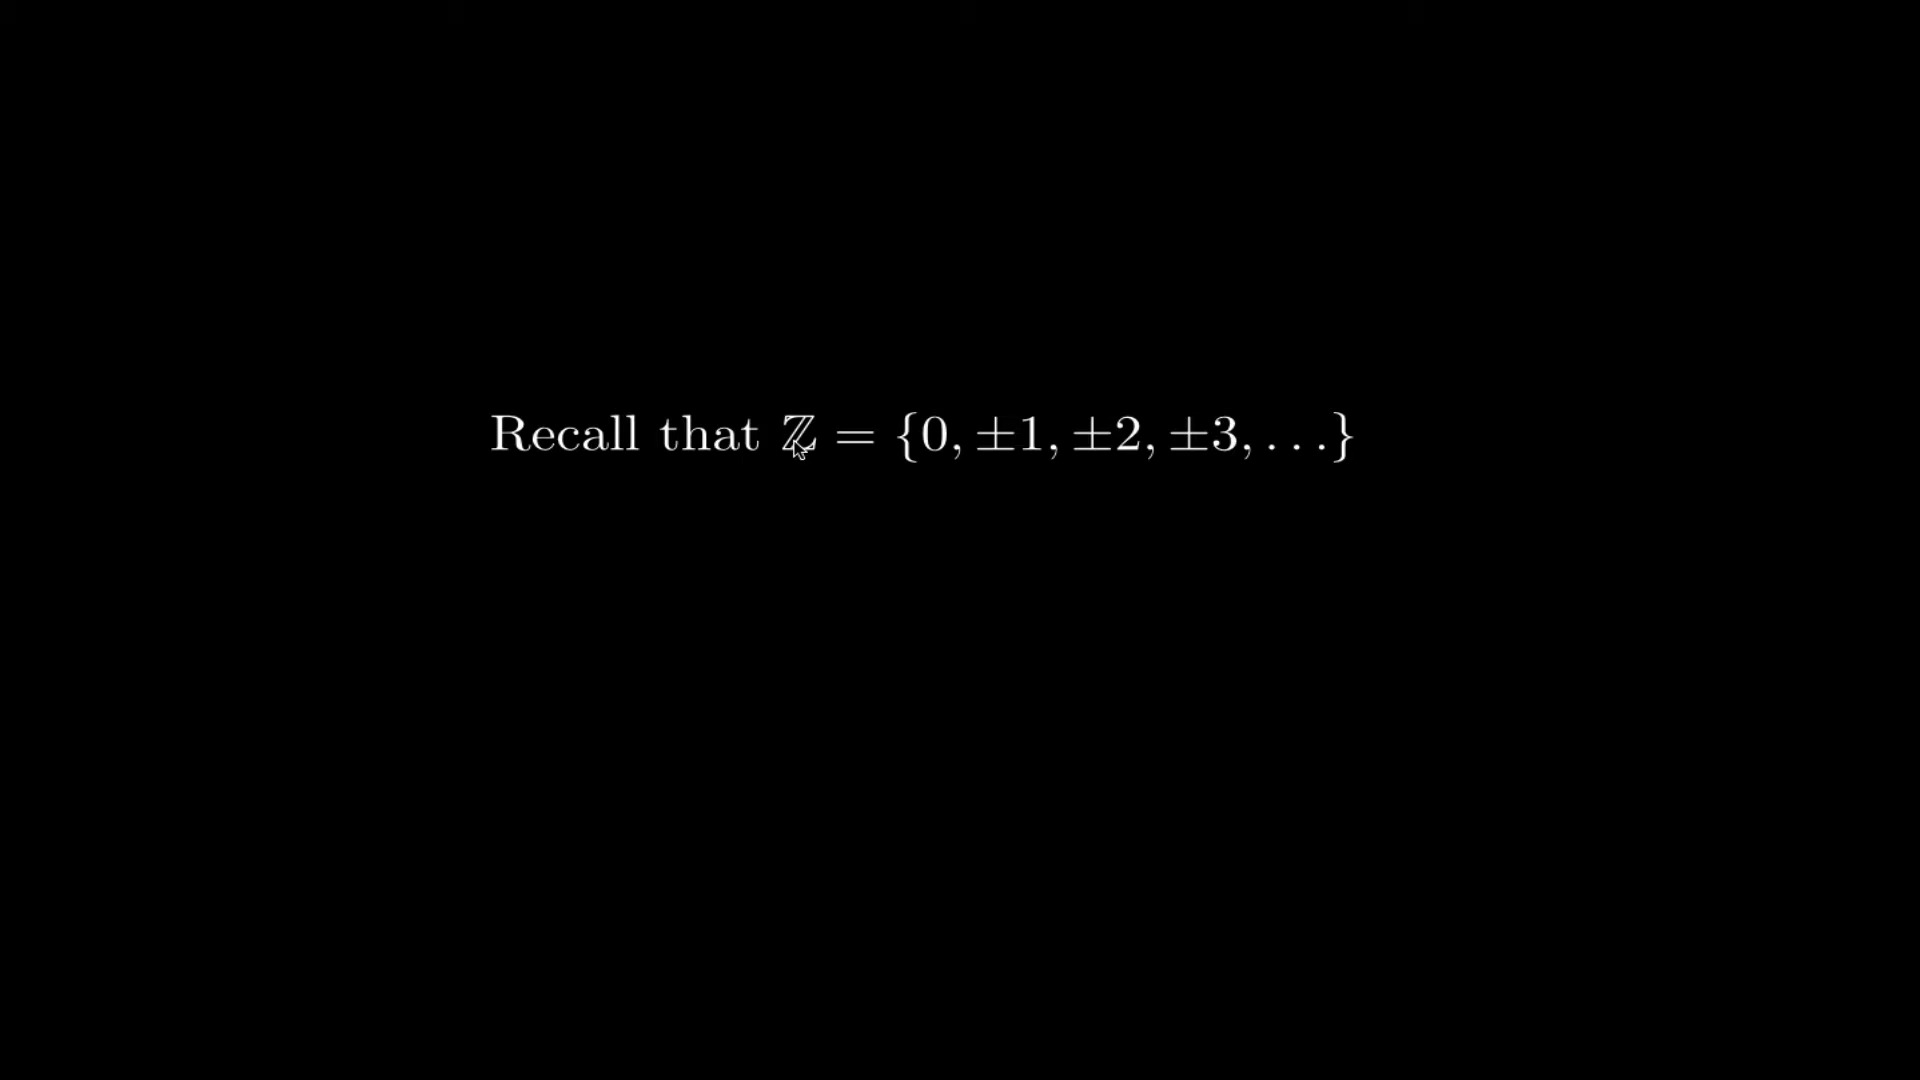 Recall that ℤ = {0, ±1, ±2, ±3, . . .}